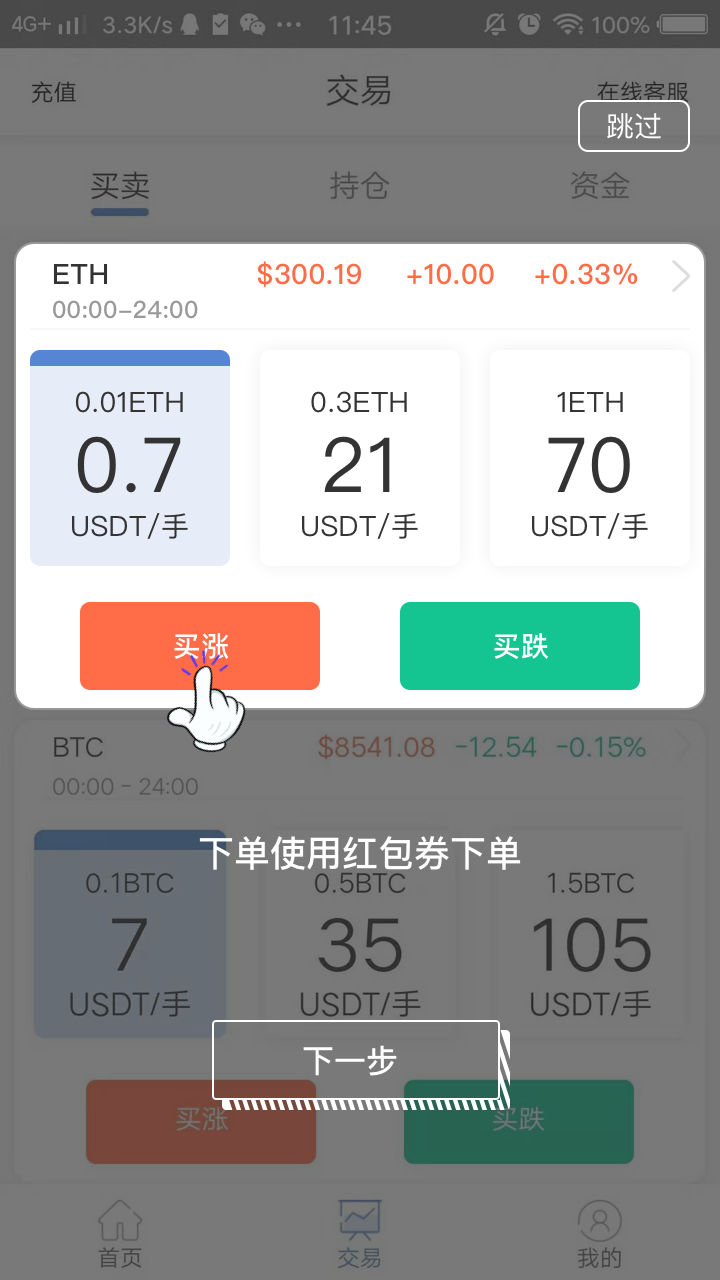 4G+ 3.3K/s 11:45 100%
充值 交易 在线客服
跳过
买卖 持仓 资金
ETH $300.19 +10.00 +0.33%
00:00-24:00
0.01ETH 0.3ETH 1ETH
0.7 21 70
USDT/手 USDT/手 USDT/手
买涨 买跌
BTC $8541.08 -12.54 -0.15%
00:00 - 24:00
下单使用红包券下单
0.1BTC 0.5BTC 1.5BTC
7 35 105
USDT/手 USDT/手 USDT/手
下一步
买涨 买跌
首页 交易 我的